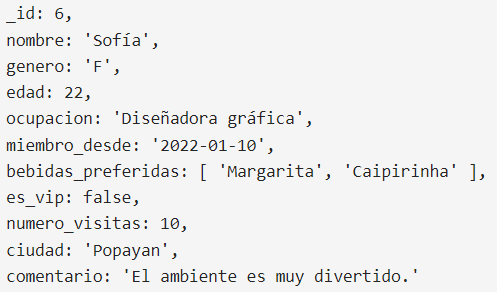 _id: 6,
nombre: 'Sofía',
genero: 'F',
edad: 22,
ocupacion: 'Diseñadora gráfica',
miembro_desde: '2022-01-10',
bebidas_preferidas: [ 'Margarita', 'Caipirinha' ],
es_vip: false,
numero_visitas: 10,
ciudad: 'Popayan',
comentario: 'El ambiente es muy divertido.'